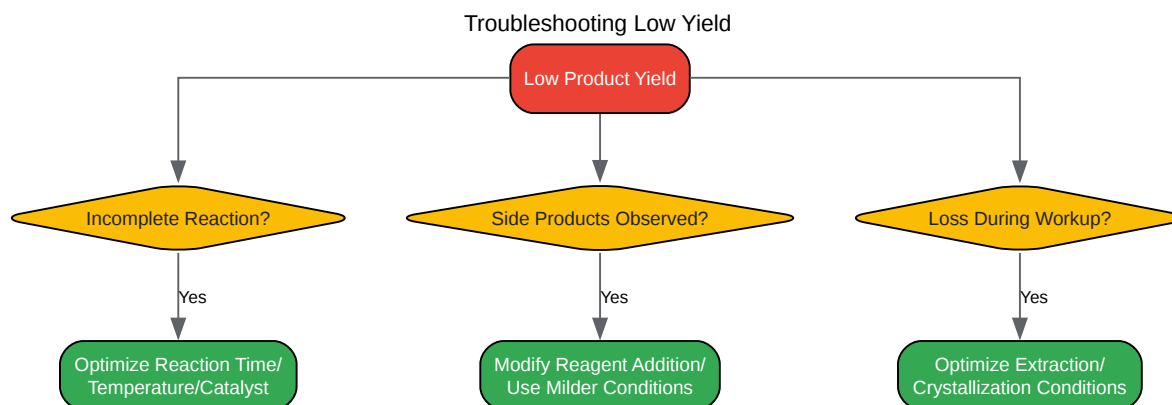 Troubleshooting Low Yield
Low Product Yield
Incomplete Reaction?
Side Products Observed?
Loss During Workup?
Yes
Yes
Yes
Optimize Reaction Time/
Temperature/Catalyst
Modify Reagent Addition/
Use Milder Conditions
Optimize Extraction/
Crystallization Conditions